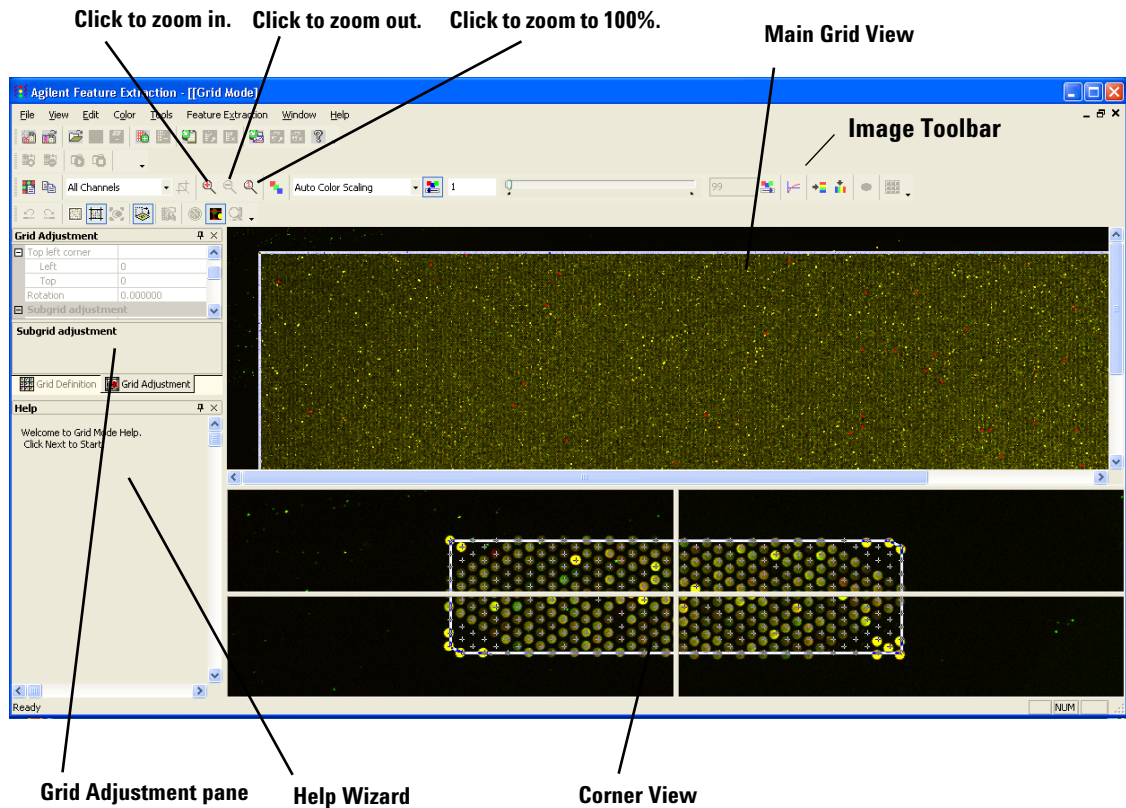 Click to zoom in. Click to zoom out. Click to zoom to 100%.
Main Grid View
Agilent Feature Extraction - [[Grid Mode]
File View Edit Color Tools Feature Extraction Window Help
Image Toolbar
All Channels Auto Color Scaling 1 99
Grid Adjustment
Top left corner
Left 0
Top 0
Rotation 0.000000
Subgrid adjustment
Subgrid adjustment
Grid Definition Grid Adjustment
Help
Welcome to Grid Mode Help.
Click Next to Start
Ready NUM
Grid Adjustment pane Help Wizard Corner View